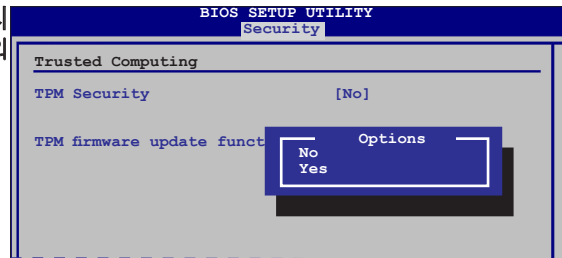 BIOS SETUP UTILITY
Security
Trusted Computing
TPM Security [No]
TPM firmware update funct
Options
No
Yes